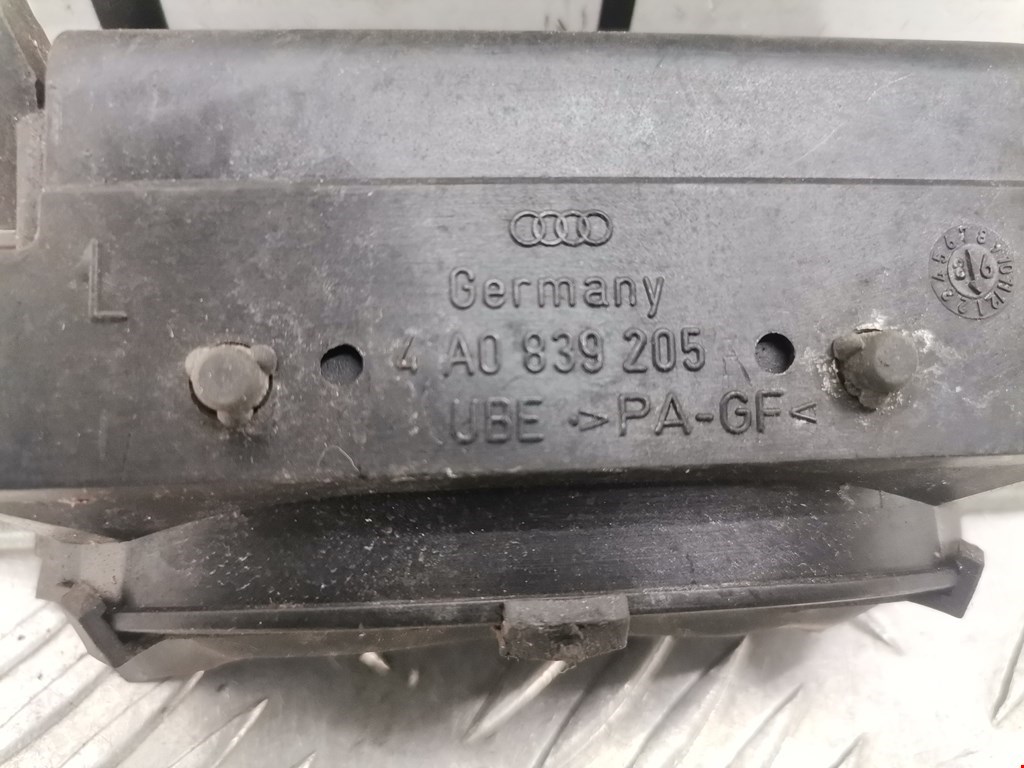 L
Germany
4 A0 839 205
UBE >PA-GF<